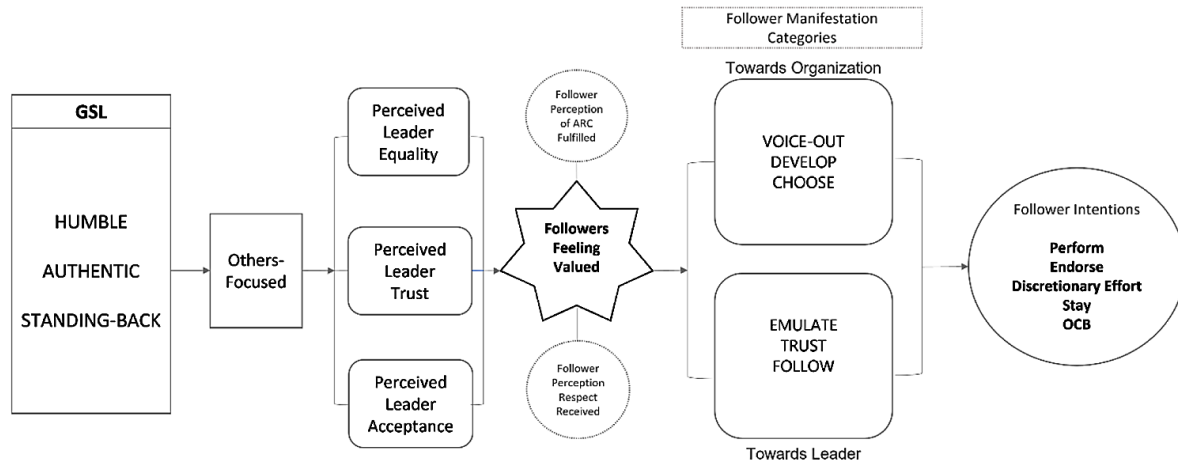 GSL
HUMBLE
AUTHENTIC
STANDING-BACK
Others-
Focused
Perceived
Leader
Equality
Perceived
Leader
Trust
Perceived
Leader
Acceptance
Follower
Perception
of ARC
Fulfilled
Followers
Feeling
Valued
Follower
Perception
Respect
Received
Follower Manifestation
Categories
Towards Organization
VOICE-OUT
DEVELOP
CHOOSE
EMULATE
TRUST
FOLLOW
Towards Leader
Follower Intentions
Perform
Endorse
Discretionary Effort
Stay
OCB